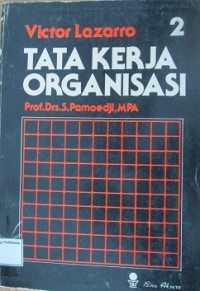 Victor Lazarro 2
TATA KERJA
ORGANISASI
Prof.Drs.S.Pamoedji,MPA
Bina Aksara